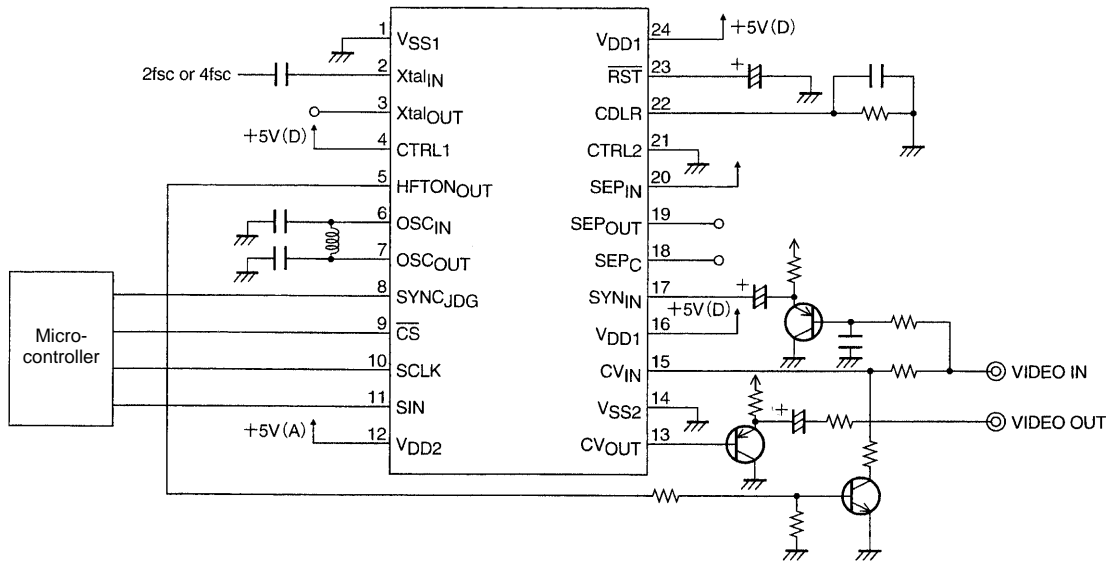 1 VSS1
2fsc or 4fsc 2 XtalIN
3 XtalOUT
+5V(D) 4 CTRL1
5 HFTONOUT
6 OSCIN
7 OSCOUT
8 SYNCJDG
9 CS
10 SCLK
11 SIN
+5V(A) 12 VDD2
Micro-
controller
VDD1 24 +5V(D)
RST 23 +
CDLR 22
CTRL2 21
SEPIN 20
SEPOUT 19
SEPC 18
SYNIN 17 +
+5V(D)
VDD1 16
CVIN 15 VIDEO IN
VSS2 14
+ VIDEO OUT
CVOUT 13